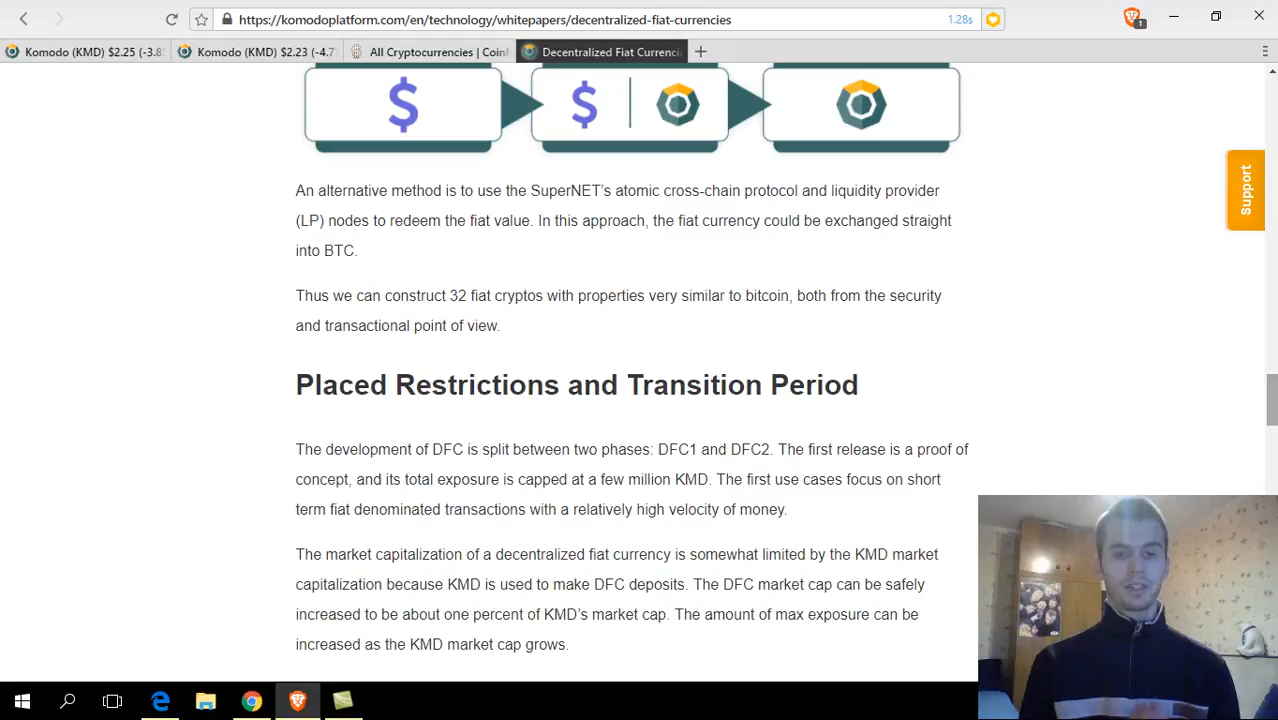 https://komodoplatform.com/en/technology/whitepapers/decentralized-fiat-currencies
1.28s
1
Komodo (KMD) $2.25 (-3.8
Komodo (KMD) $2.23 (-4.7
All Cryptocurrencies | Coin
Decentralized Fiat Currenci
$
$
An alternative method is to use the SuperNET’s atomic cross-chain protocol and liquidity provider
(LP) nodes to redeem the fiat value. In this approach, the fiat currency could be exchanged straight
into BTC.
Thus we can construct 32 fiat cryptos with properties very similar to bitcoin, both from the security
and transactional point of view.
Placed Restrictions and Transition Period
The development of DFC is split between two phases: DFC1 and DFC2. The first release is a proof of
concept, and its total exposure is capped at a few million KMD. The first use cases focus on short
term fiat denominated transactions with a relatively high velocity of money.
The market capitalization of a decentralized fiat currency is somewhat limited by the KMD market
capitalization because KMD is used to make DFC deposits. The DFC market cap can be safely
increased to be about one percent of KMD’s market cap. The amount of max exposure can be
increased as the KMD market cap grows.
Support